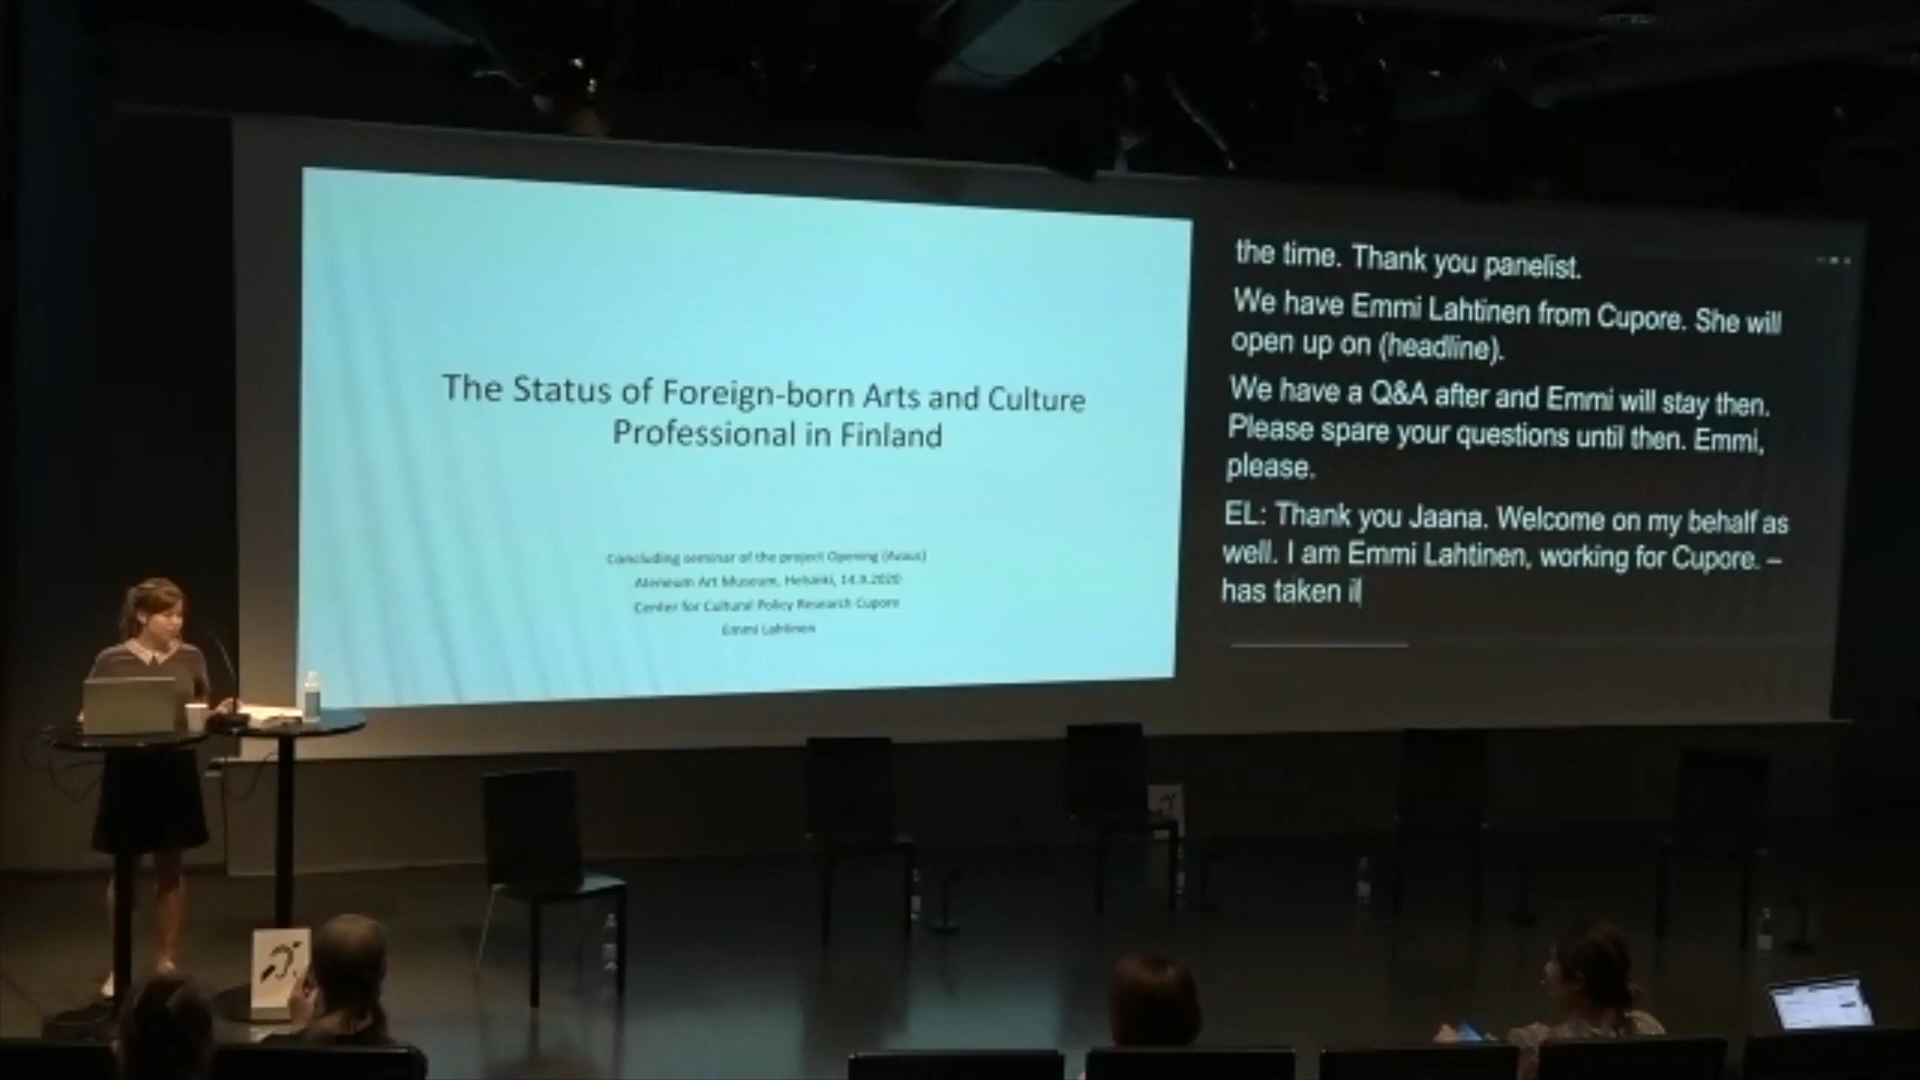 The Status of Foreign-born Arts and Culture
Professional in Finland
Concluding seminar of the project Opening (Avaus)
Ateneum Art Museum, Helsinki, 14.9.2020
Center for Cultural Policy Research Cupore
Emmi Lahtinen
the time. Thank you panelist.
We have Emmi Lahtinen from Cupore. She will
open up on (headline).
We have a Q&A after and Emmi will stay then.
Please spare your questions until then. Emmi,
please.
EL: Thank you Jaana. Welcome on my behalf as
well. I am Emmi Lahtinen, working for Cupore. –
has taken il